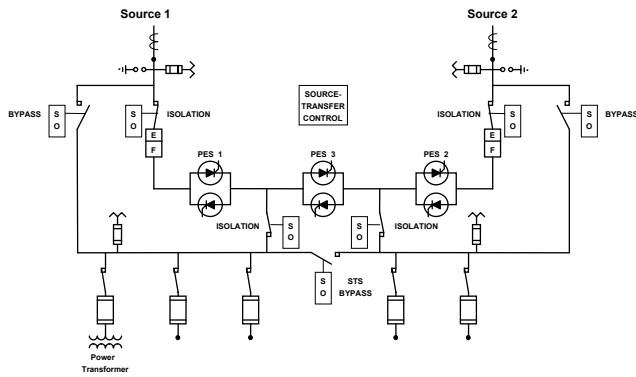 Source 1
Source 2
SOURCE-
TRANSFER
CONTROL
BYPASS
S
O
S
O
ISOLATION
ISOLATION
S
O
S
O
BYPASS
E
F
E
F
PES 1
PES 3
PES 2
ISOLATION
S
O
ISOLATION
S
O
S
O
STS
BYPASS
Power
Transformer